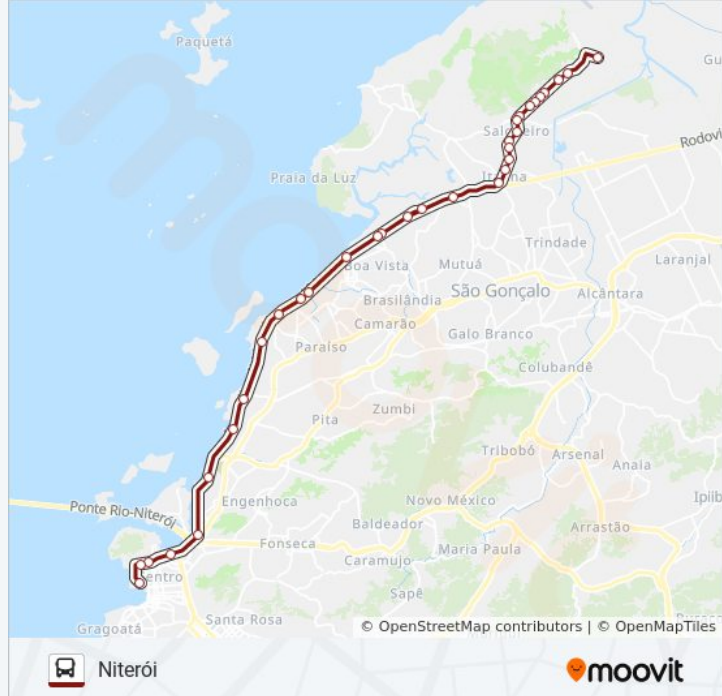 Paquetá
Gu
Salgueiro
Rodovi
Praia da Luz
Itaúna
Trindade
Boa Vista
Mutuá
Laranjal
São Gonçalo
Alcântara
Brasilândia
Camarão
Galo Branco
Paraíso
Colubandê
Zumbi
Pita
Tribobó
Arsenal
Anaia
Engenhoca
Novo México
Ipiíb
Ponte Rio-Niterói
Baldeador
Arrastão
Fonseca
Maria Paula
Caramujo
Centro
Sapê
Gragoatá
Santa Rosa
© OpenStreetMap contributors | © OpenMapTiles
Niterói
moovit